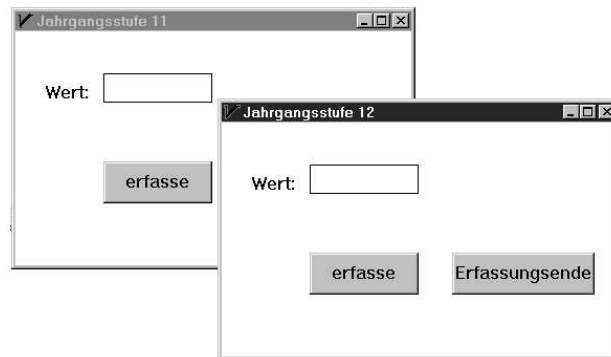 Jahrgangsstufe 11
Wert:
erfasse
Jahrgangsstufe 12
Wert:
erfasse
Erfassungsende